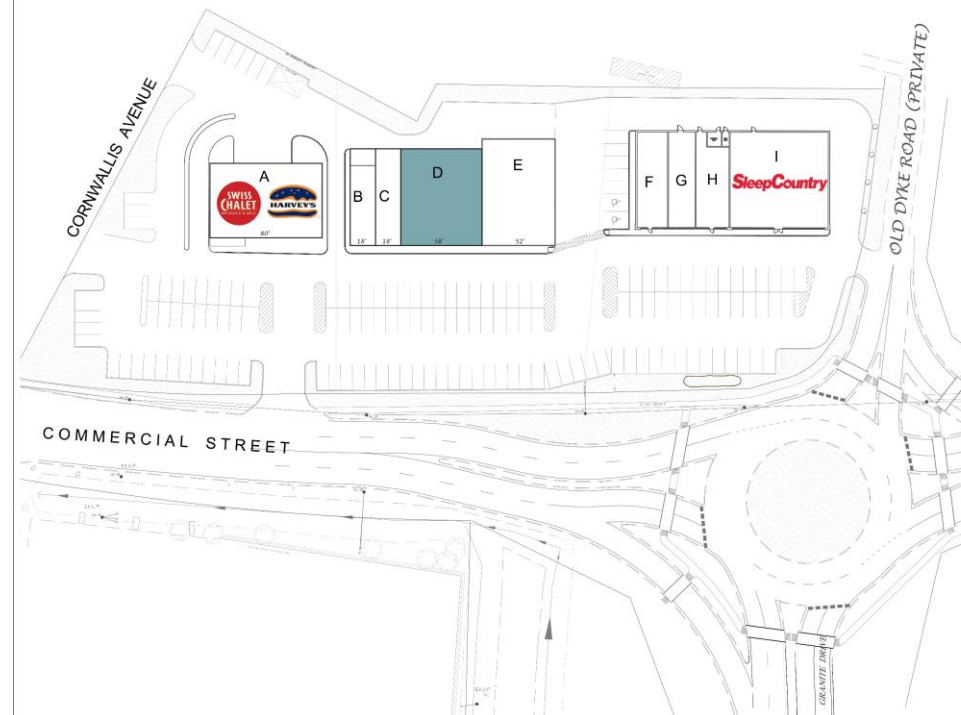 CORNWALLIS AVENUE
OLD DYKE ROAD (PRIVATE)
A
SWISS
CHALET
HARVEY'S
80'
B
C
D
E
18'
18'
58'
52'
F
G
H
I
SleepCountry
COMMERCIAL STREET
GRANITE DRIVE